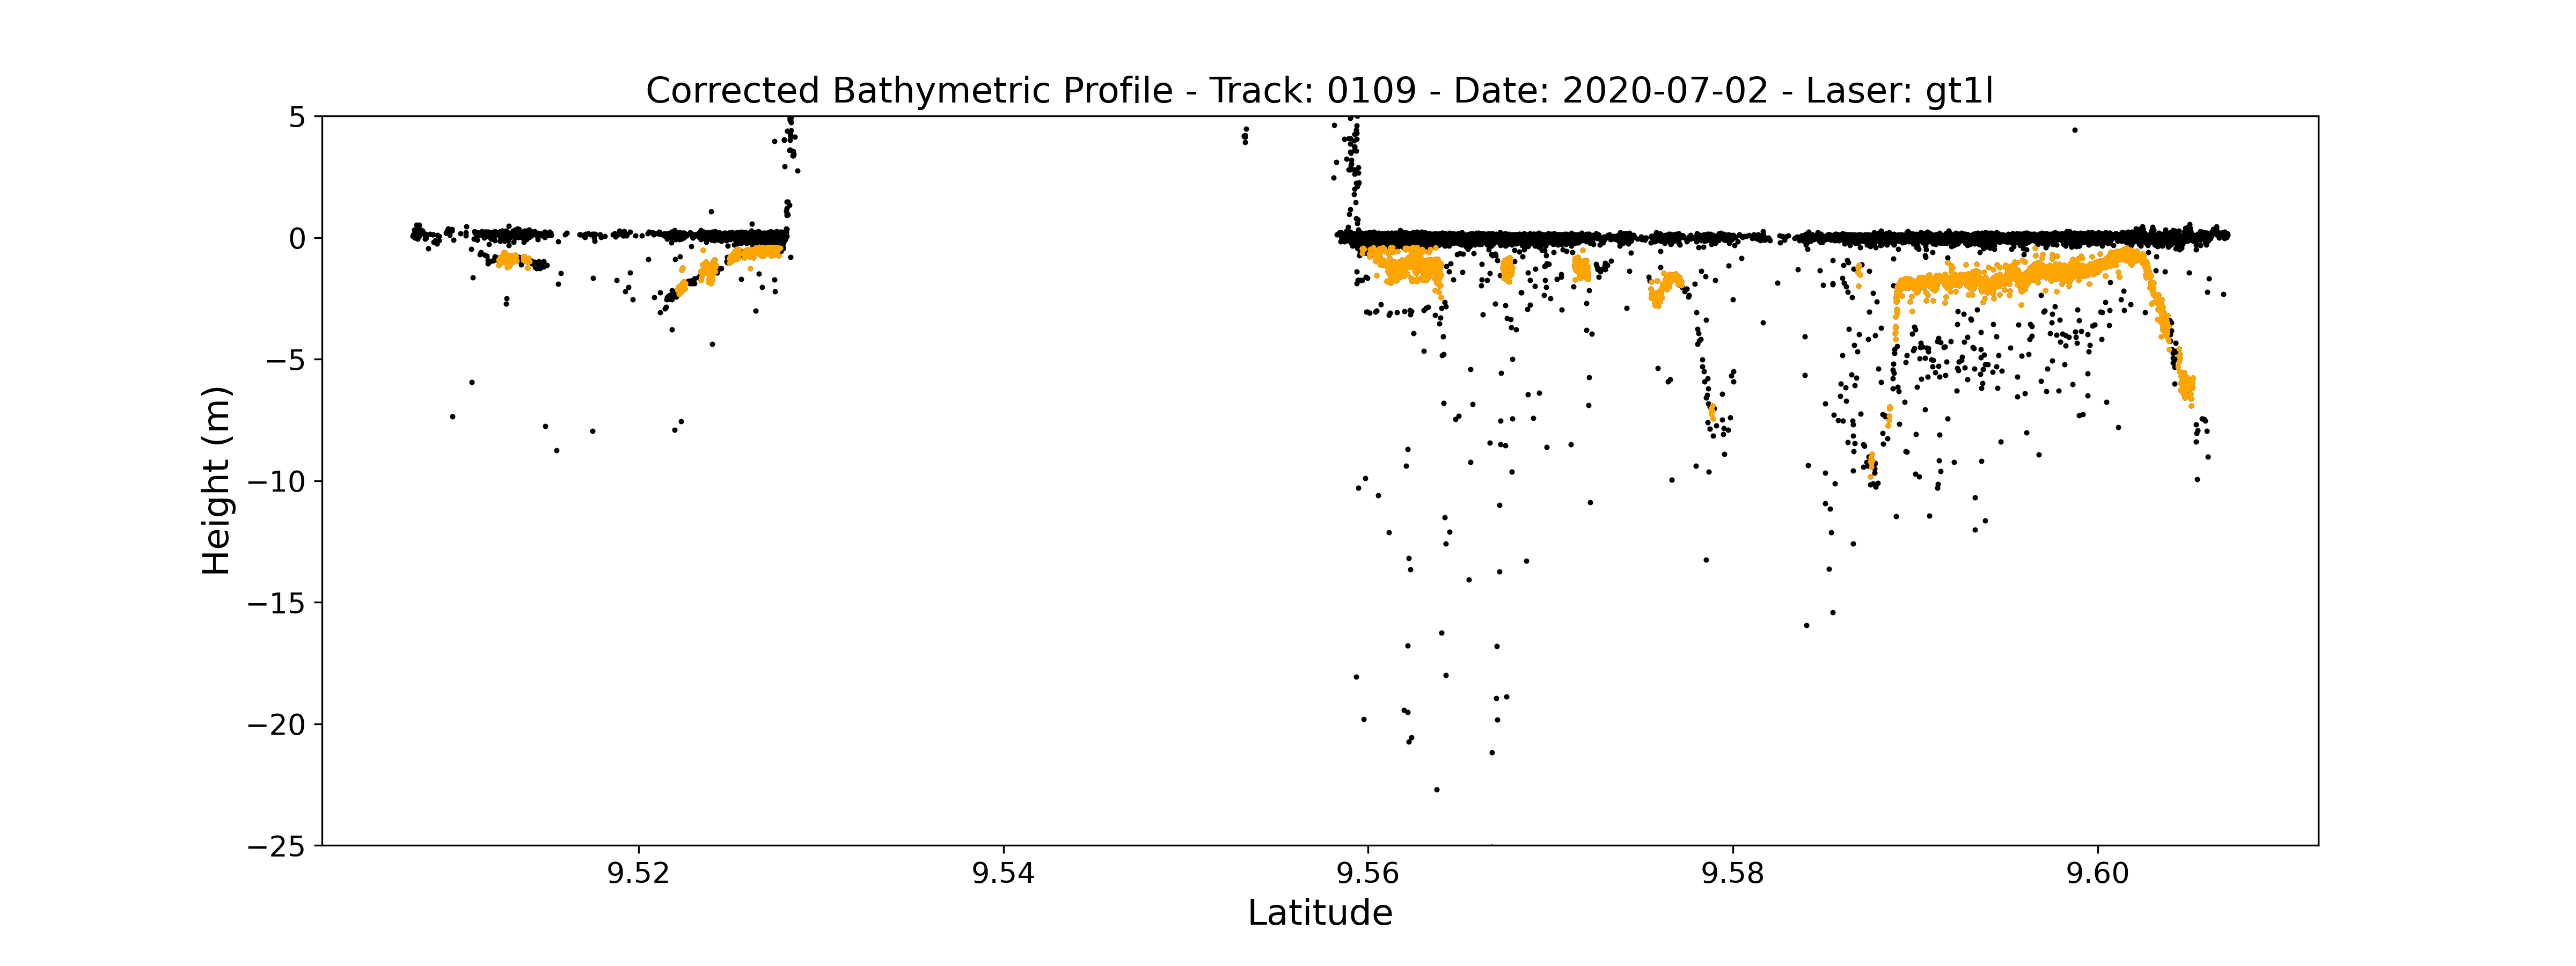 Corrected Bathymetric Profile - Track: 0109 - Date: 2020-07-02 - Laser: gt1l
5
0
−5
−10
−15
−20
−25
Height (m)
9.52 9.54 9.56 9.58 9.60
Latitude